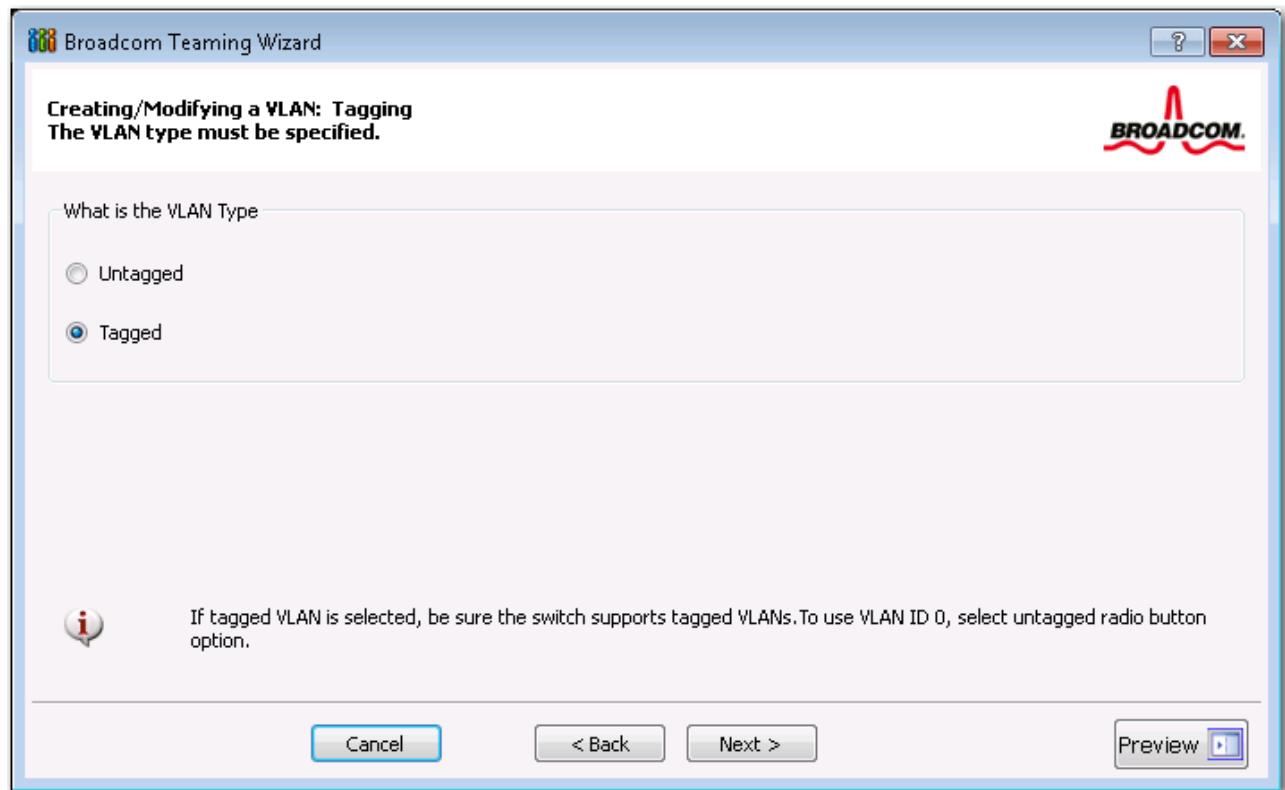 Broadcom Teaming Wizard
?
Creating/Modifying a VLAN: Tagging
The VLAN type must be specified.
BROADCOM.
What is the VLAN Type
Untagged
Tagged
If tagged VLAN is selected, be sure the switch supports tagged VLANs.To use VLAN ID 0, select untagged radio button
option.
Cancel
< Back
Next >
Preview